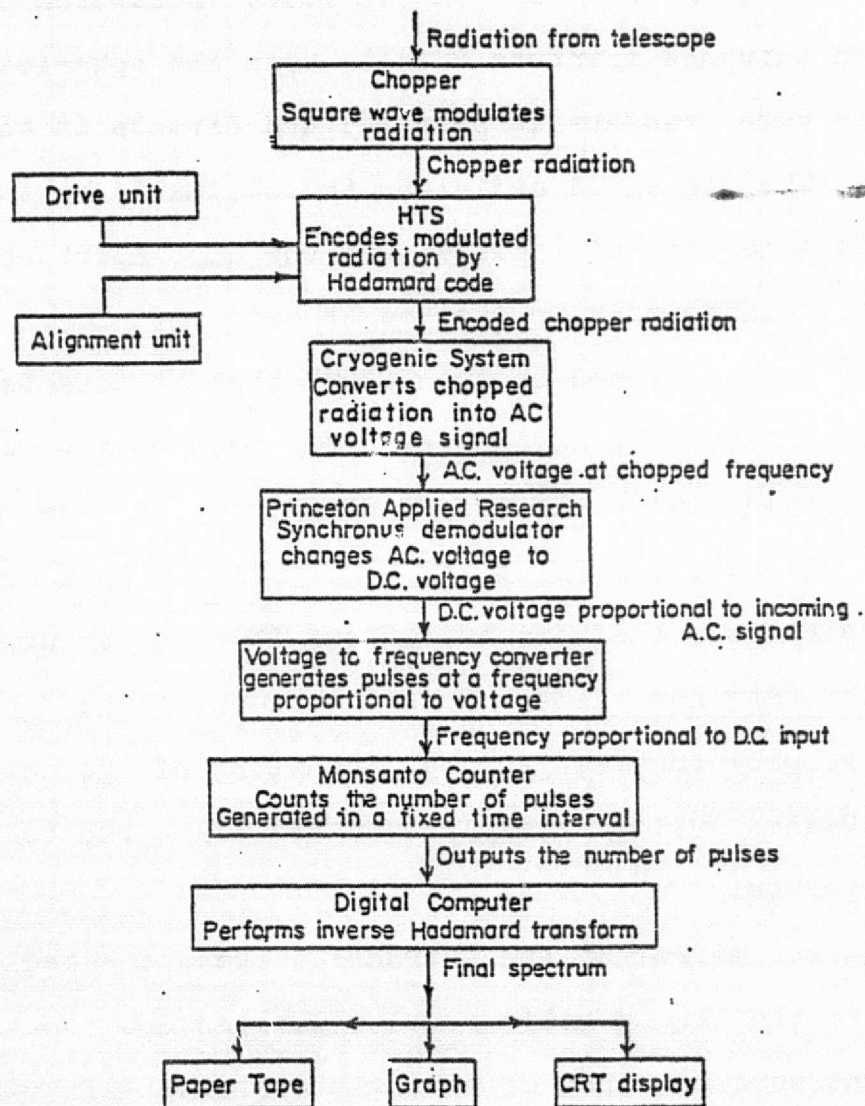 Radiation from telescope
Chopper
Square wave modulates
radiation
Chopper radiation
Drive unit
HTS
Encodes modulated
radiation by
Hadamard code
Alignment unit
Encoded chopper radiation
Cryogenic System
Converts chopped
radiation into AC
voltage signal
A.C. voltage at chopped frequency
Princeton Applied Research
Synchronus demodulator
changes AC. voltage to
D.C. voltage
D.C. voltage proportional to incoming
A.C. signal
Voltage to frequency converter
generates pulses at a frequency
proportional to voltage
Frequency proportional to D.C. input
Monsanto Counter
Counts the number of pulses
Generated in a fixed time interval
Outputs the number of pulses
Digital Computer
Performs inverse Hadamard transform
Final spectrum
Paper Tape
Graph
CRT display